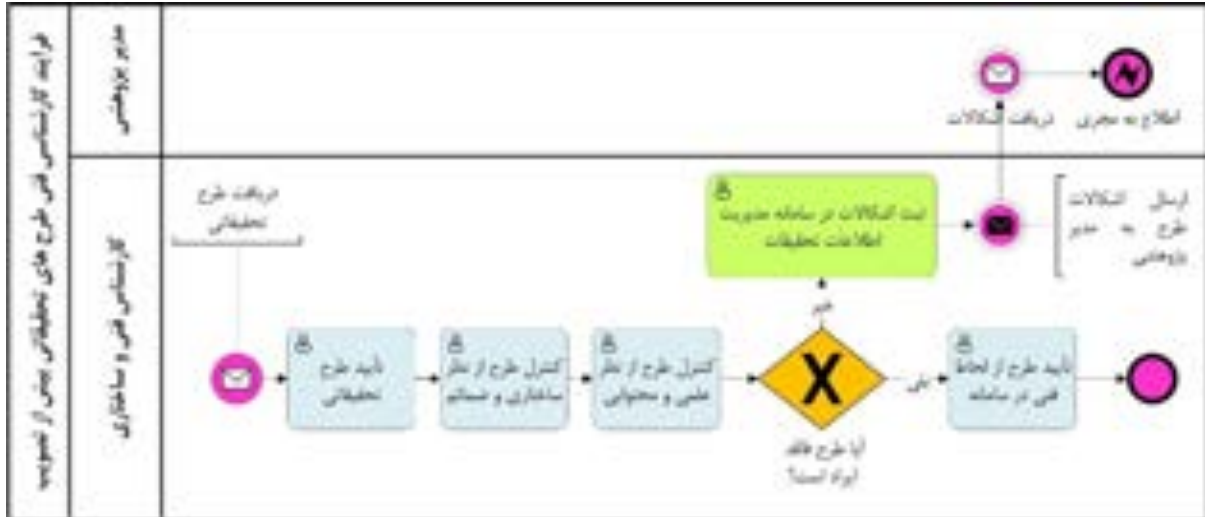 فرایند کارشناسی فنی طرح های تحقیقاتی پیش از تصویب
مدیر پژوهشی
دریافت اشکالات
اطلاع به مجری
کارشناس فنی و ساختاری
دریافت طرح
تحقیقاتی
ثبت اشکالات در سامانه مدیریت
اطلاعات تحقیقات
ارسال اشکالات
طرح به مدیر
پژوهشی
تأیید طرح
تحقیقاتی
کنترل طرح از نظر
ساختاری و ضمائم
کنترل طرح از نظر
علمی و محتوایی
خیر
X
آیا طرح فاقد
ایراد است؟
بلی
تأیید طرح از لحاظ
فنی در سامانه